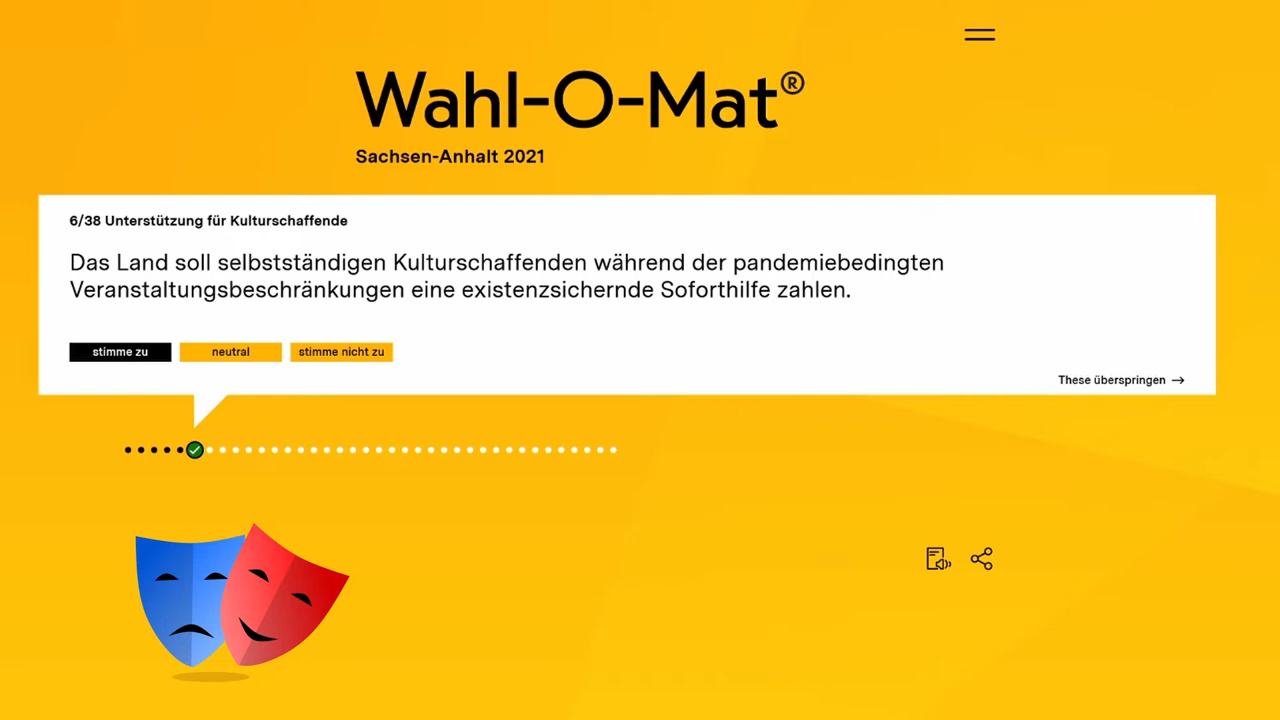 Wahl-O-Mat®
Sachsen-Anhalt 2021
6/38 Unterstützung für Kulturschaffende
Das Land soll selbstständigen Kulturschaffenden während der pandemiebedingten
Veranstaltungsbeschränkungen eine existenzsichernde Soforthilfe zahlen.
stimme zu neutral stimme nicht zu
These überspringen →